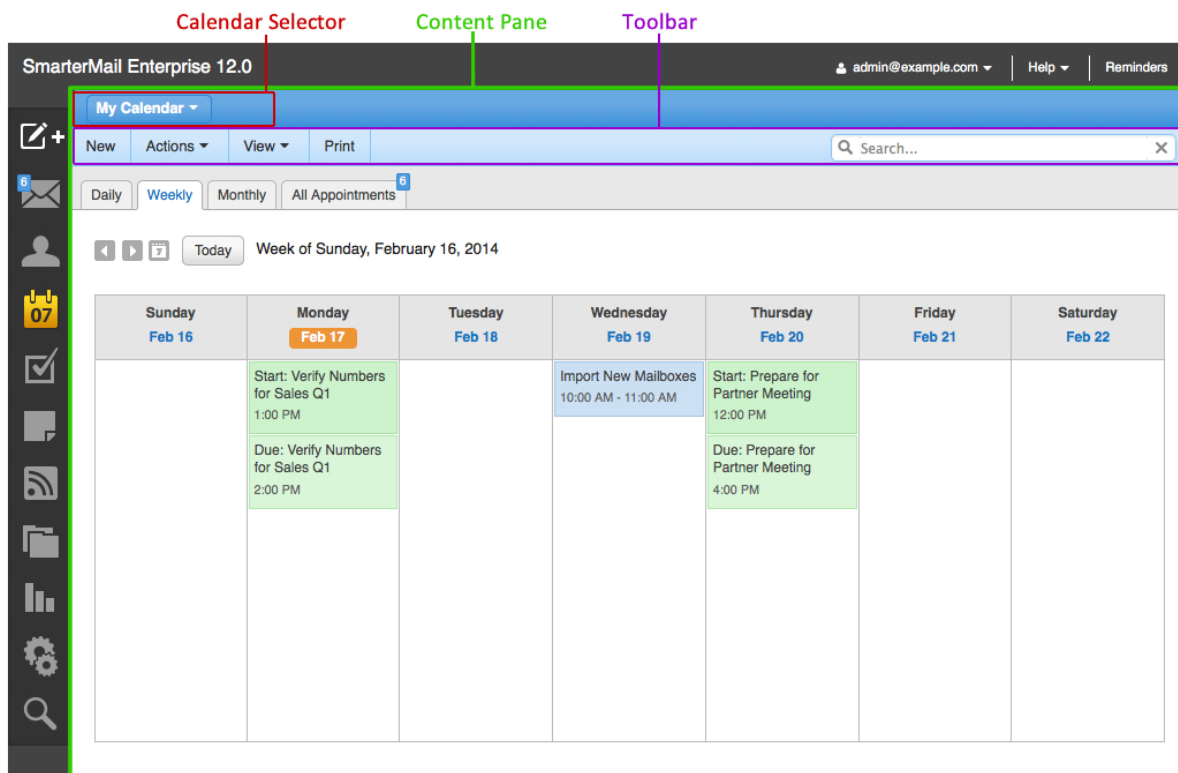 Calendar Selector Content Pane Toolbar
SmarterMail Enterprise 12.0 admin@example.com Help Reminders
My Calendar
New Actions View Print Search...
6
6
Daily Weekly Monthly All Appointments
7 Today Week of Sunday, February 16, 2014
07
Sunday Monday Tuesday Wednesday Thursday Friday Saturday
Feb 16 Feb 17 Feb 18 Feb 19 Feb 20 Feb 21 Feb 22
Start: Verify Numbers
for Sales Q1
1:00 PM
Due: Verify Numbers
for Sales Q1
2:00 PM
Import New Mailboxes
10:00 AM - 11:00 AM
Start: Prepare for
Partner Meeting
12:00 PM
Due: Prepare for
Partner Meeting
4:00 PM